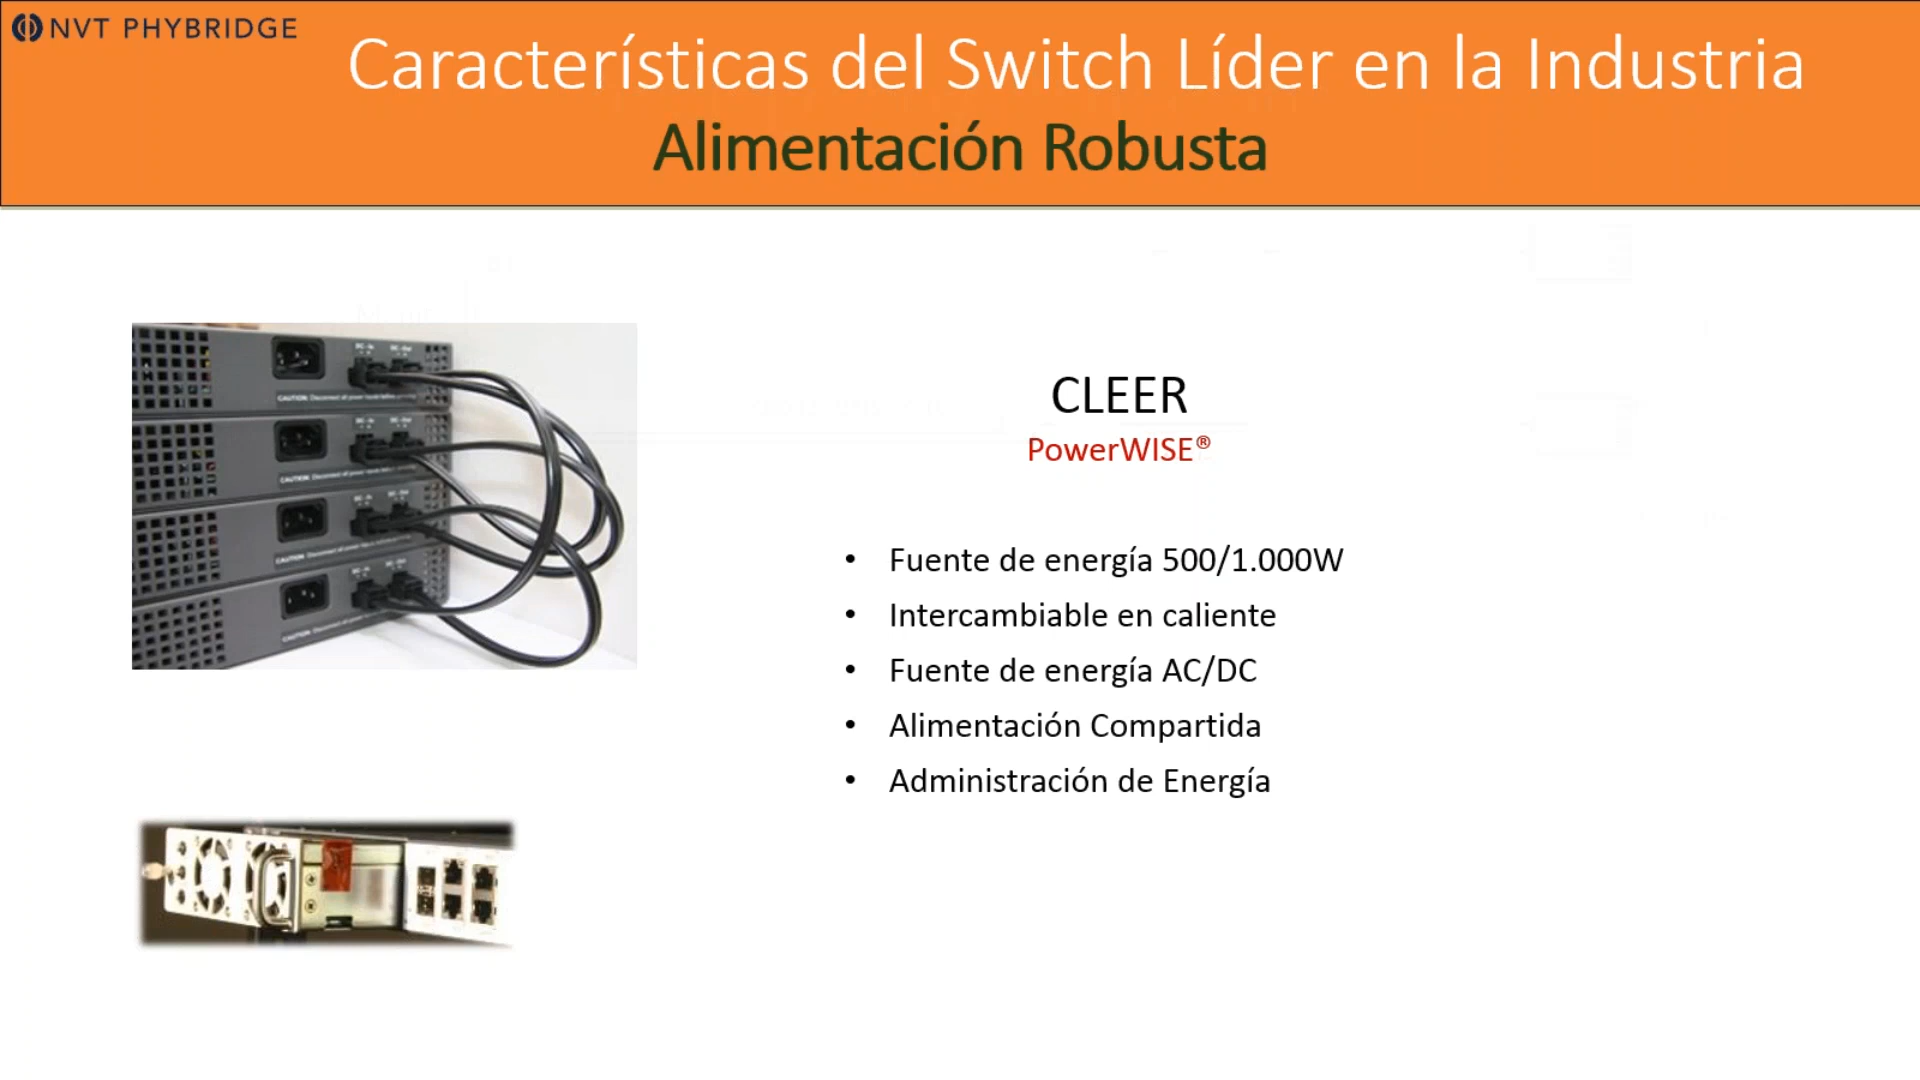 NVT PHYBRIDGE
Características del Switch Líder en la Industria
Alimentación Robusta
CLEER
PowerWISE®
• Fuente de energía 500/1.000W
• Intercambiable en caliente
• Fuente de energía AC/DC
• Alimentación Compartida
• Administración de Energía